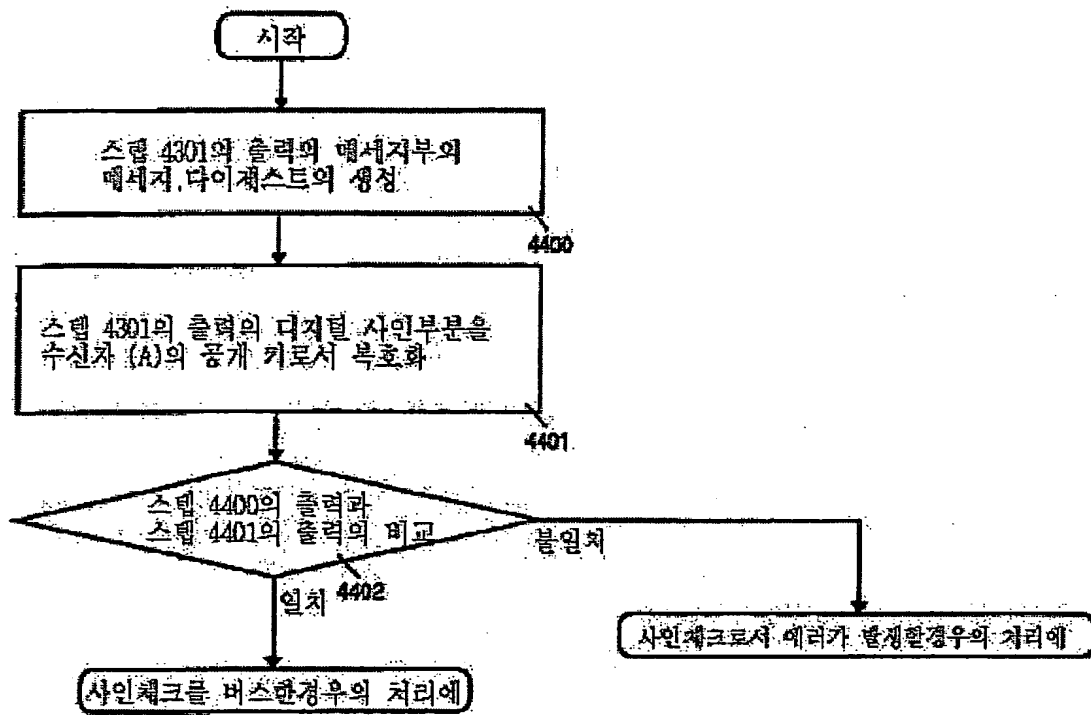 시작
스텝 4301의 출력의 메세지부의
메세지.다이제스트의 생성
4400
스텝 4301의 출력의 디지털 사인부분을
수신자 (A)의 공개 키로서 복호화
4401
스텝 4400의 출력과
스텝 4401의 출력의 비교
불일치
4402
일치
사인체크로서 에러가 발생한경우의 처리에
사인체크를 버스한경우의 처리에